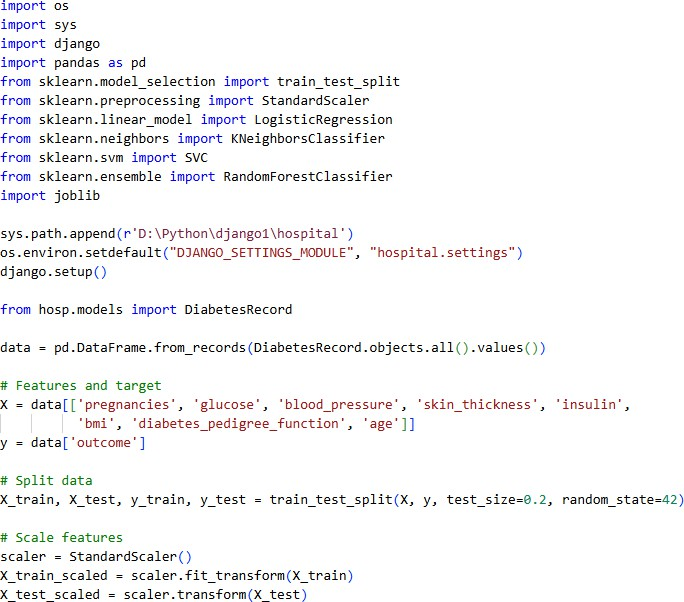 import os
import sys
import django
import pandas as pd
from sklearn.model_selection import train_test_split
from sklearn.preprocessing import StandardScaler
from sklearn.linear_model import LogisticRegression
from sklearn.neighbors import KNeighborsClassifier
from sklearn.svm import SVC
from sklearn.ensemble import RandomForestClassifier
import joblib

sys.path.append(r'D:\Python\django1\hospital')
os.environ.setdefault("DJANGO_SETTINGS_MODULE", "hospital.settings")
django.setup()

from hosp.models import DiabetesRecord

data = pd.DataFrame.from_records(DiabetesRecord.objects.all().values())

# Features and target
X = data[['pregnancies', 'glucose', 'blood_pressure', 'skin_thickness', 'insulin',
          'bmi', 'diabetes_pedigree_function', 'age']]
y = data['outcome']

# Split data
X_train, X_test, y_train, y_test = train_test_split(X, y, test_size=0.2, random_state=42)

# Scale features
scaler = StandardScaler()
X_train_scaled = scaler.fit_transform(X_train)
X_test_scaled = scaler.transform(X_test)